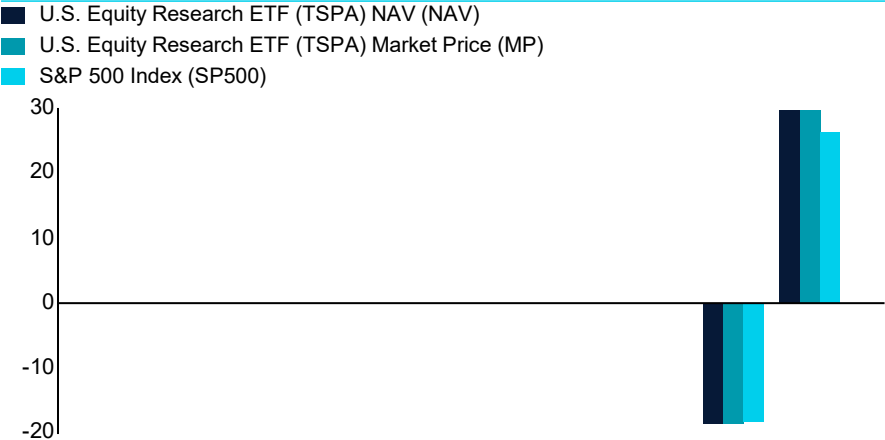 U.S. Equity Research ETF (TSPA) NAV (NAV)
U.S. Equity Research ETF (TSPA) Market Price (MP)
S&P 500 Index (SP500)
30
20
10
0
-10
-20